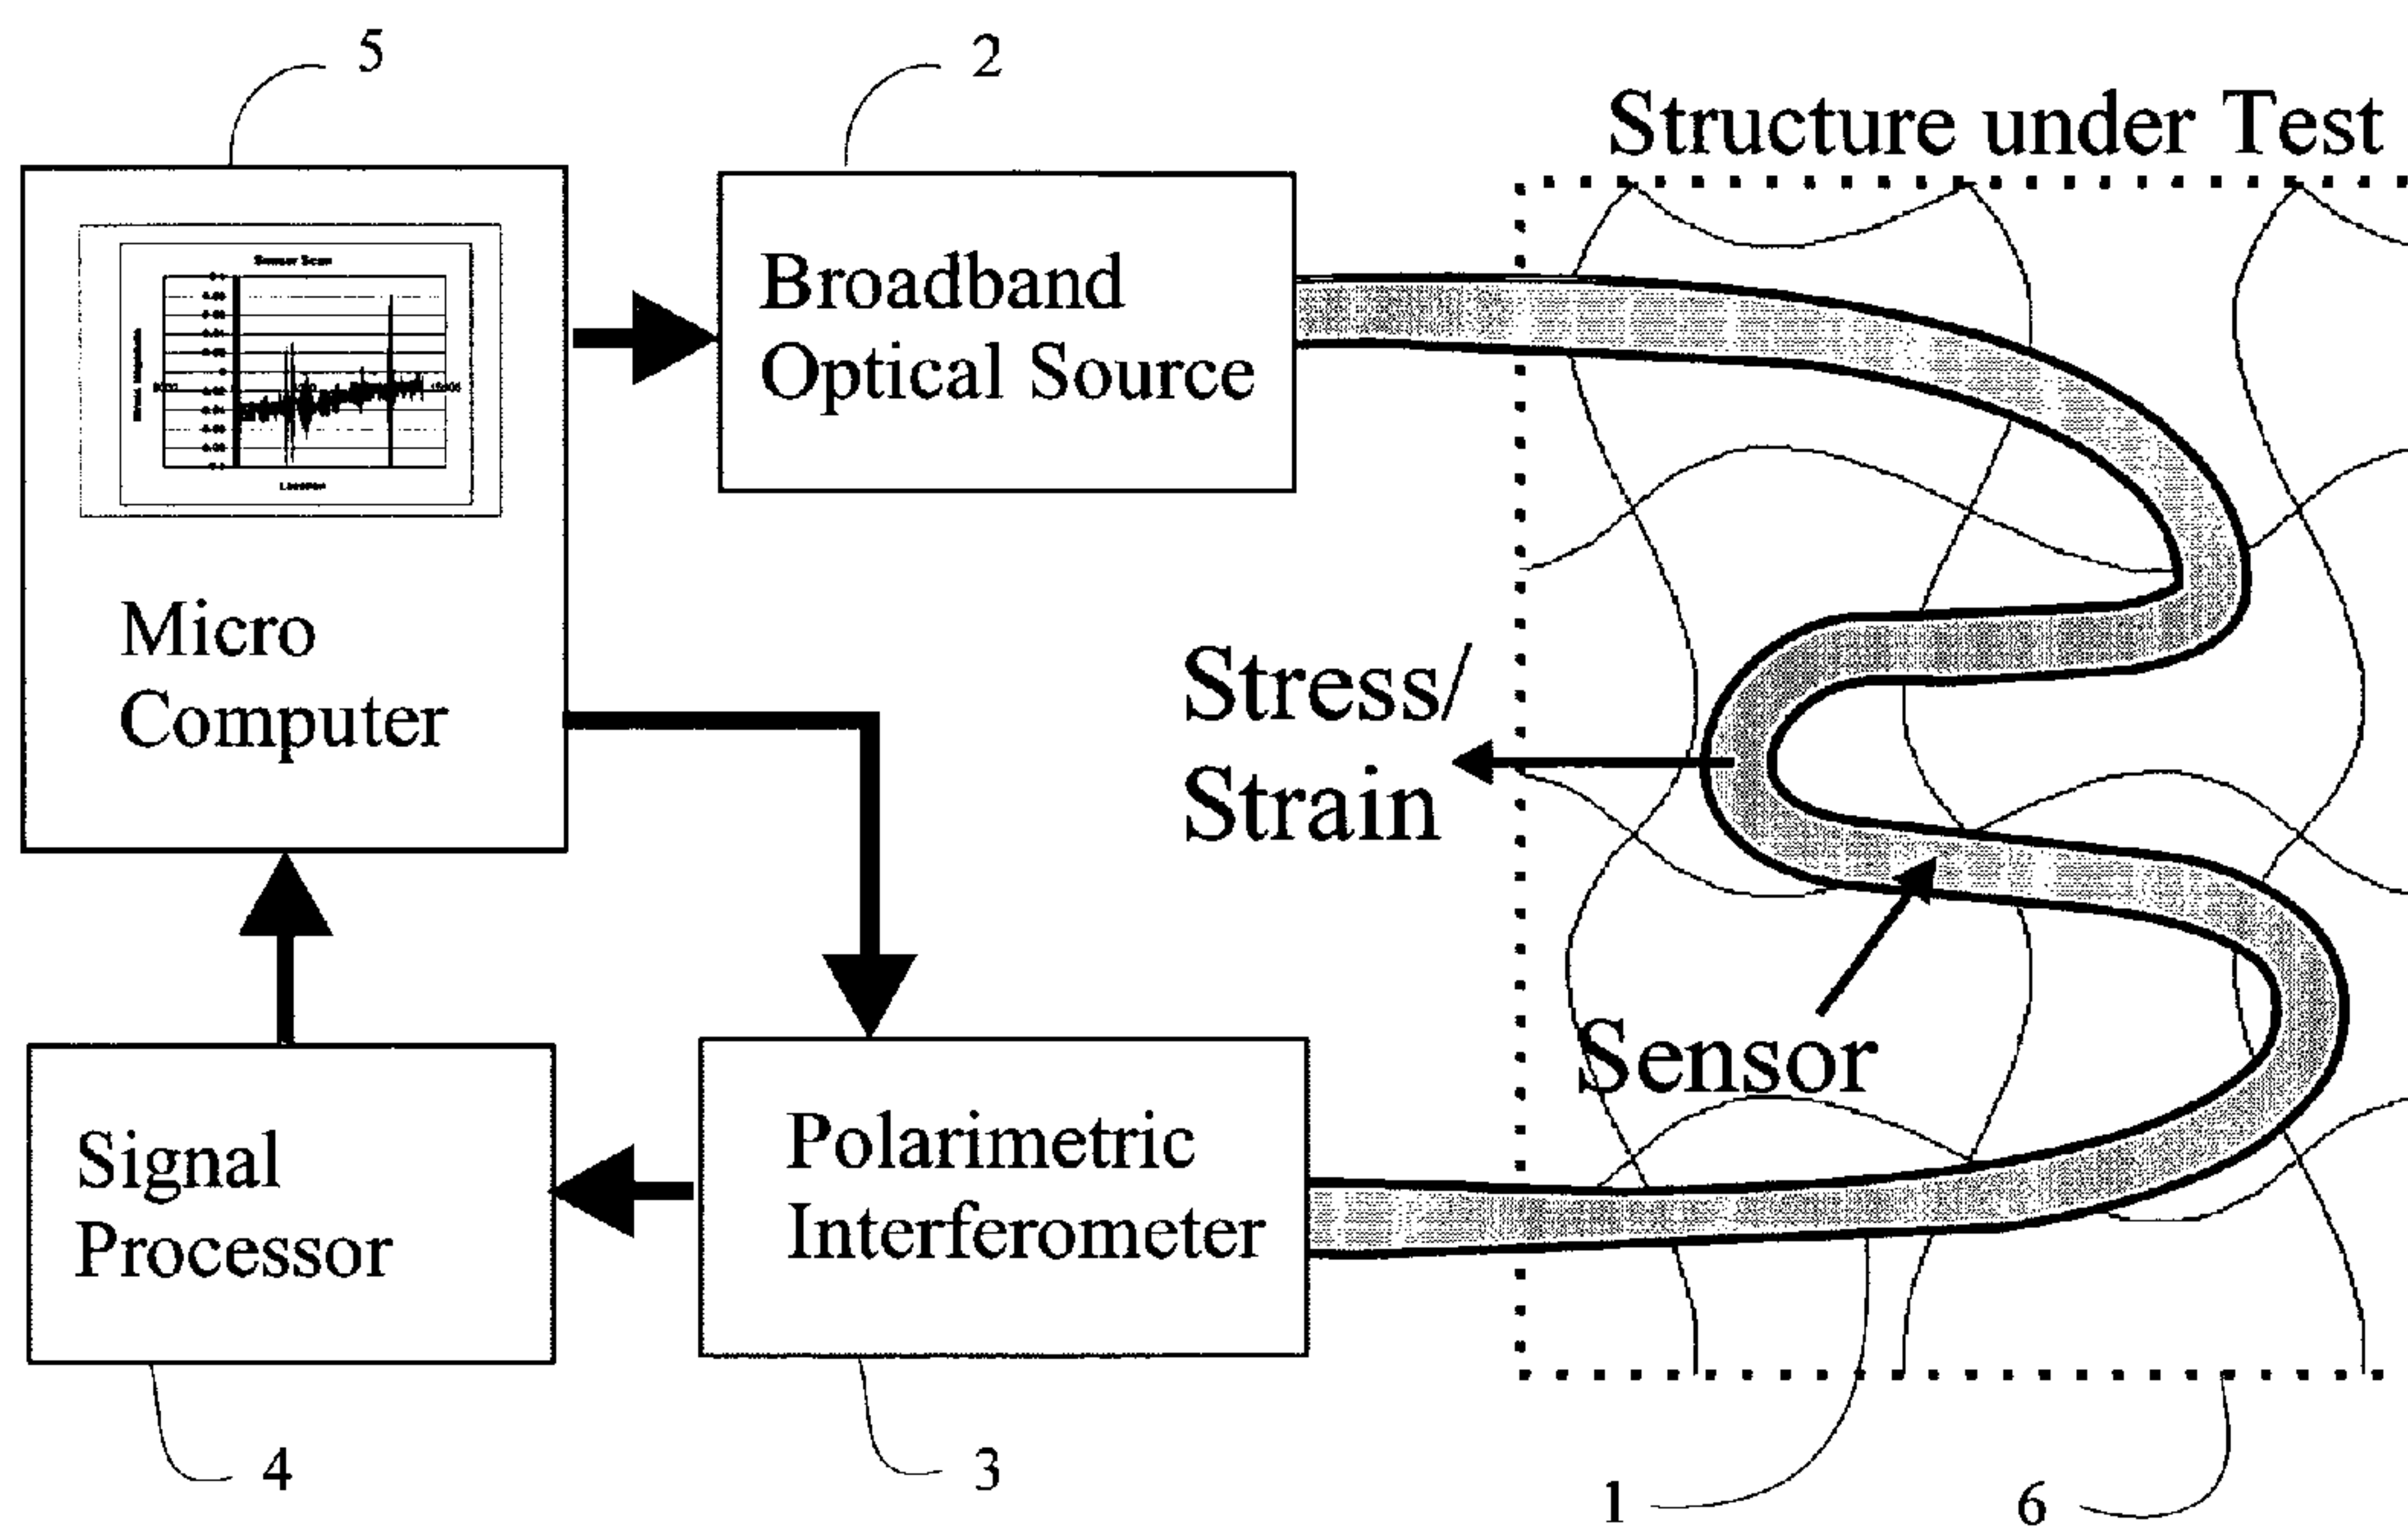 5
2
Structure under Test
Sensor Scan
Location
Broadband
Optical Source
Micro
Computer
Stress/
Strain
Sensor
Signal
Processor
Polarimetric
Interferometer
4
3
1
6